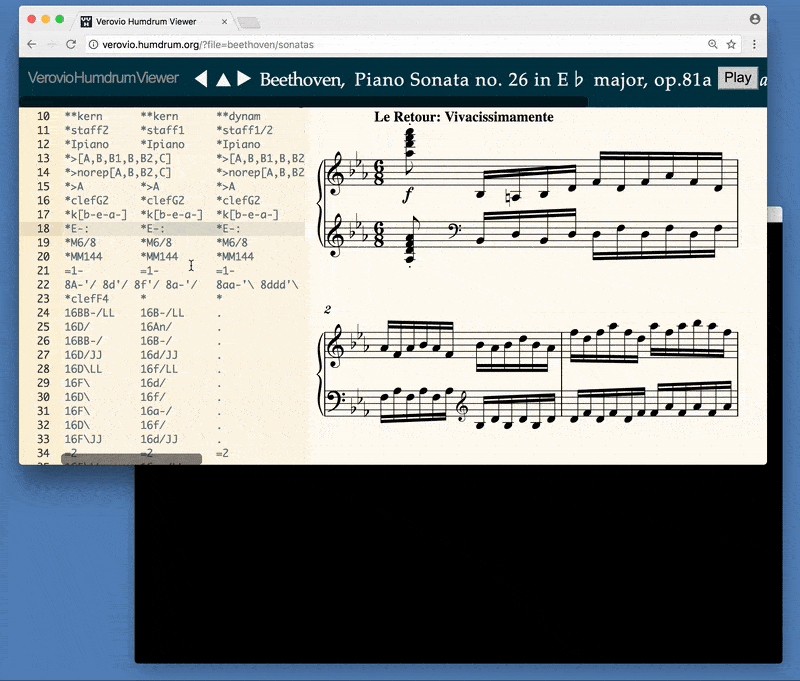 Verovio Humdrum Viewer
verovio.humdrum.org/?file=beethoven/sonatas
VerovioHumdrumViewer Beethoven, Piano Sonata no. 26 in E♭ major, op.81a Play
Le Retour: Vivacissimamente
10 **kern **kern **dynam
11 *staff2 *staff1 *staff1/2
12 *Ipiano *Ipiano *Ipiano
13 *>[A,B,B1,B,B2,C] *>[A,B,B1,B,B2,C] *>[A,B,B1,B,B2
14 *>norep[A,B,B2,C] *>norep[A,B,B2,C] *>norep[A,B,B2
15 *>A *>A *>A
16 *clefG2 *clefG2 *clefG2
17 *k[b-e-a-] *k[b-e-a-] *k[b-e-a-]
18 *E-: *E-: *E-:
19 *M6/8 *M6/8 *M6/8
20 *MM144 *MM144 *MM144
21 =1- =1- =1-
22 8A-'/ 8d'/ 8f'/ 8a-'/ 8aa-'\ 8ddd'\
23 *clefF4 * *
24 16BB-/LL 16B-/LL .
25 16D/ 16An/ .
26 16BB-/ 16B-/ .
27 16D/JJ 16d/JJ .
28 16D\LL 16f/LL .
29 16F\ 16d/ .
30 16D\ 16f/ .
31 16F\ 16a-/ .
32 16D\ 16f/ .
33 16F\JJ 16d/JJ .
34 =2 =2 =2
6
8
f
6
8
2